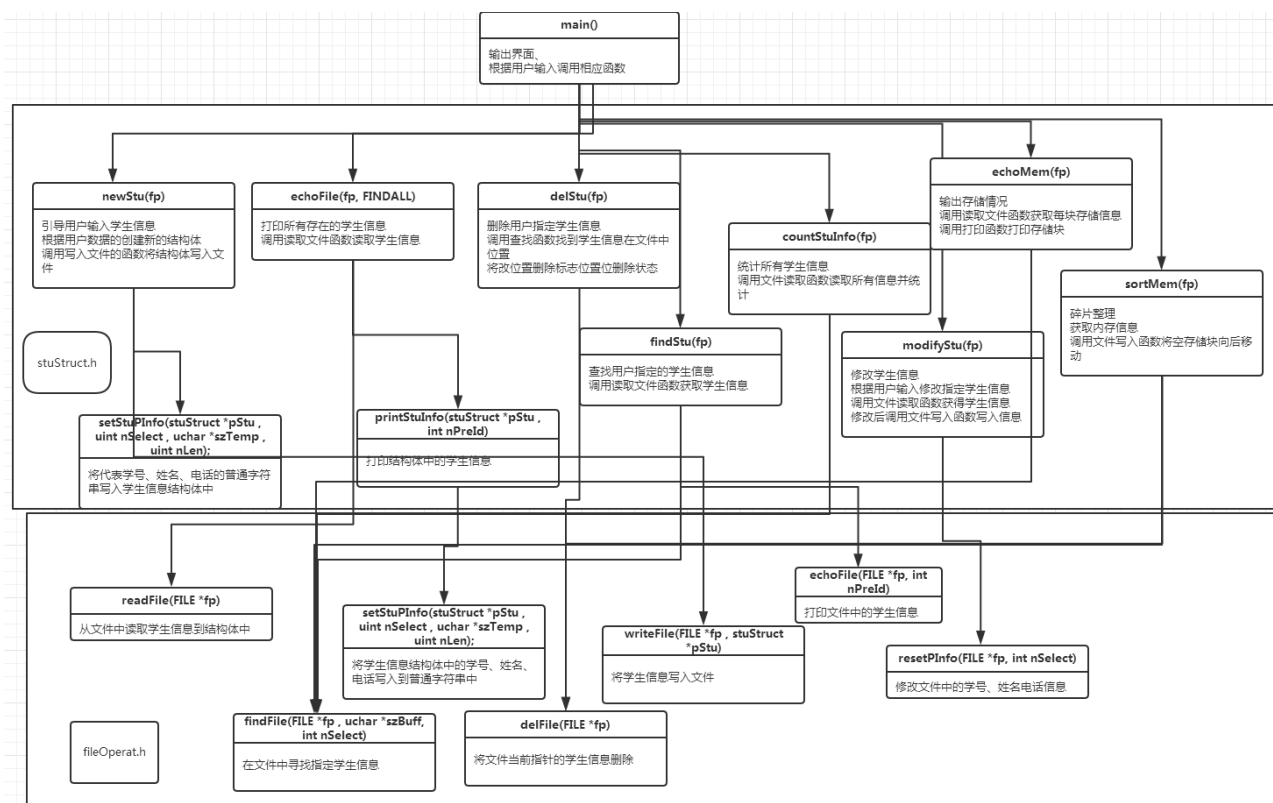 main()
输出界面、
根据用户输入调用相应函数
newStu(fp)
引导用户输入学生信息
根据用户数据的创建新的结构体
调用写入文件的函数将结构体写入文
件
echoFile(fp, FINDALL)
打印所有存在的学生信息
调用读取文件函数读取学生信息
delStu(fp)
删除用户指定学生信息
调用查找函数找到学生信息在文件中
位置
将改位置删除标志位置位删除状态
echoMem(fp)
输出存储情况
调用读取文件函数获取每块存储信息
调用打印函数打印存储块
countStuInfo(fp)
统计所有学生信息
调用文件读取函数读取所有信息并统
计
sortMem(fp)
碎片整理
获取内存信息
调用文件写入函数将空存储块向后移
动
stuStruct.h
findStu(fp)
查找用户指定的学生信息
调用读取文件函数获取学生信息
modifyStu(fp)
修改学生信息
根据用户输入修改指定学生信息
调用文件读取函数获得学生信息
修改后调用文件写入函数写入信息
setStuPInfo(stuStruct *pStu ,
uint nSelect , uchar *szTemp ,
uint nLen);
将代表学号、姓名、电话的普通字符
串写入学生信息结构体中
printStuInfo(stuStruct *pStu ,
int nPreId)
打印结构体中的学生信息
readFile(FILE *fp)
从文件中读取学生信息到结构体中
setStuPInfo(stuStruct *pStu ,
uint nSelect , uchar *szTemp ,
uint nLen);
将学生信息结构体中的学号、姓名、
电话写入到普通字符串中
writeFile(FILE *fp , stuStruct
*pStu)
将学生信息写入文件
echoFile(FILE *fp, int
nPreId)
打印文件中的学生信息
resetPInfo(FILE *fp, int nSelect)
修改文件中的学号、姓名电话信息
fileOperat.h
findFile(FILE *fp , uchar *szBuff,
int nSelect)
在文件中寻找指定学生信息
delFile(FILE *fp)
将文件当前指针的学生信息删除